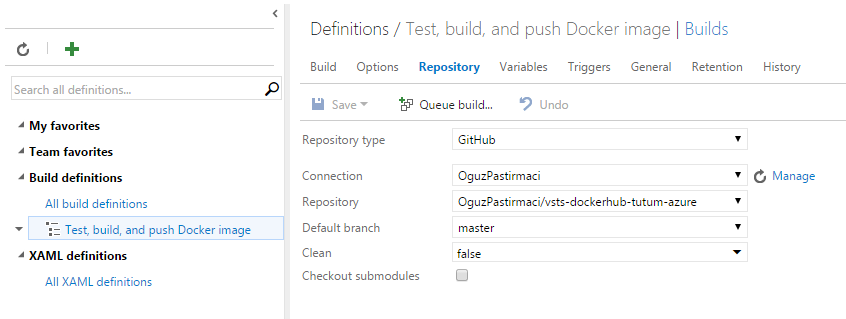 Search all definitions...
My favorites
Team favorites
Build definitions
All build definitions
Test, build, and push Docker image
XAML definitions
All XAML definitions
Definitions / Test, build, and push Docker image | Builds
Build Options Repository Variables Triggers General Retention History
Save Queue build... Undo
Repository type GitHub
Connection OguzPastirmaci Manage
Repository OguzPastirmaci/vsts-dockerhub-tutum-azure
Default branch master
Clean false
Checkout submodules